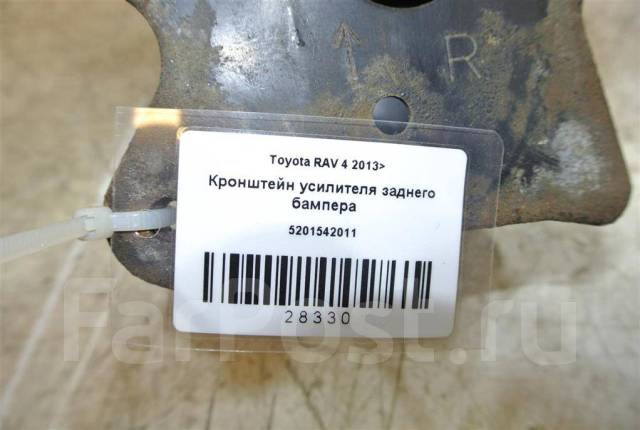 R
Toyota RAV 4 2013>
Кронштейн усилителя заднего
бампера
5201542011
28330
FarPost.ru